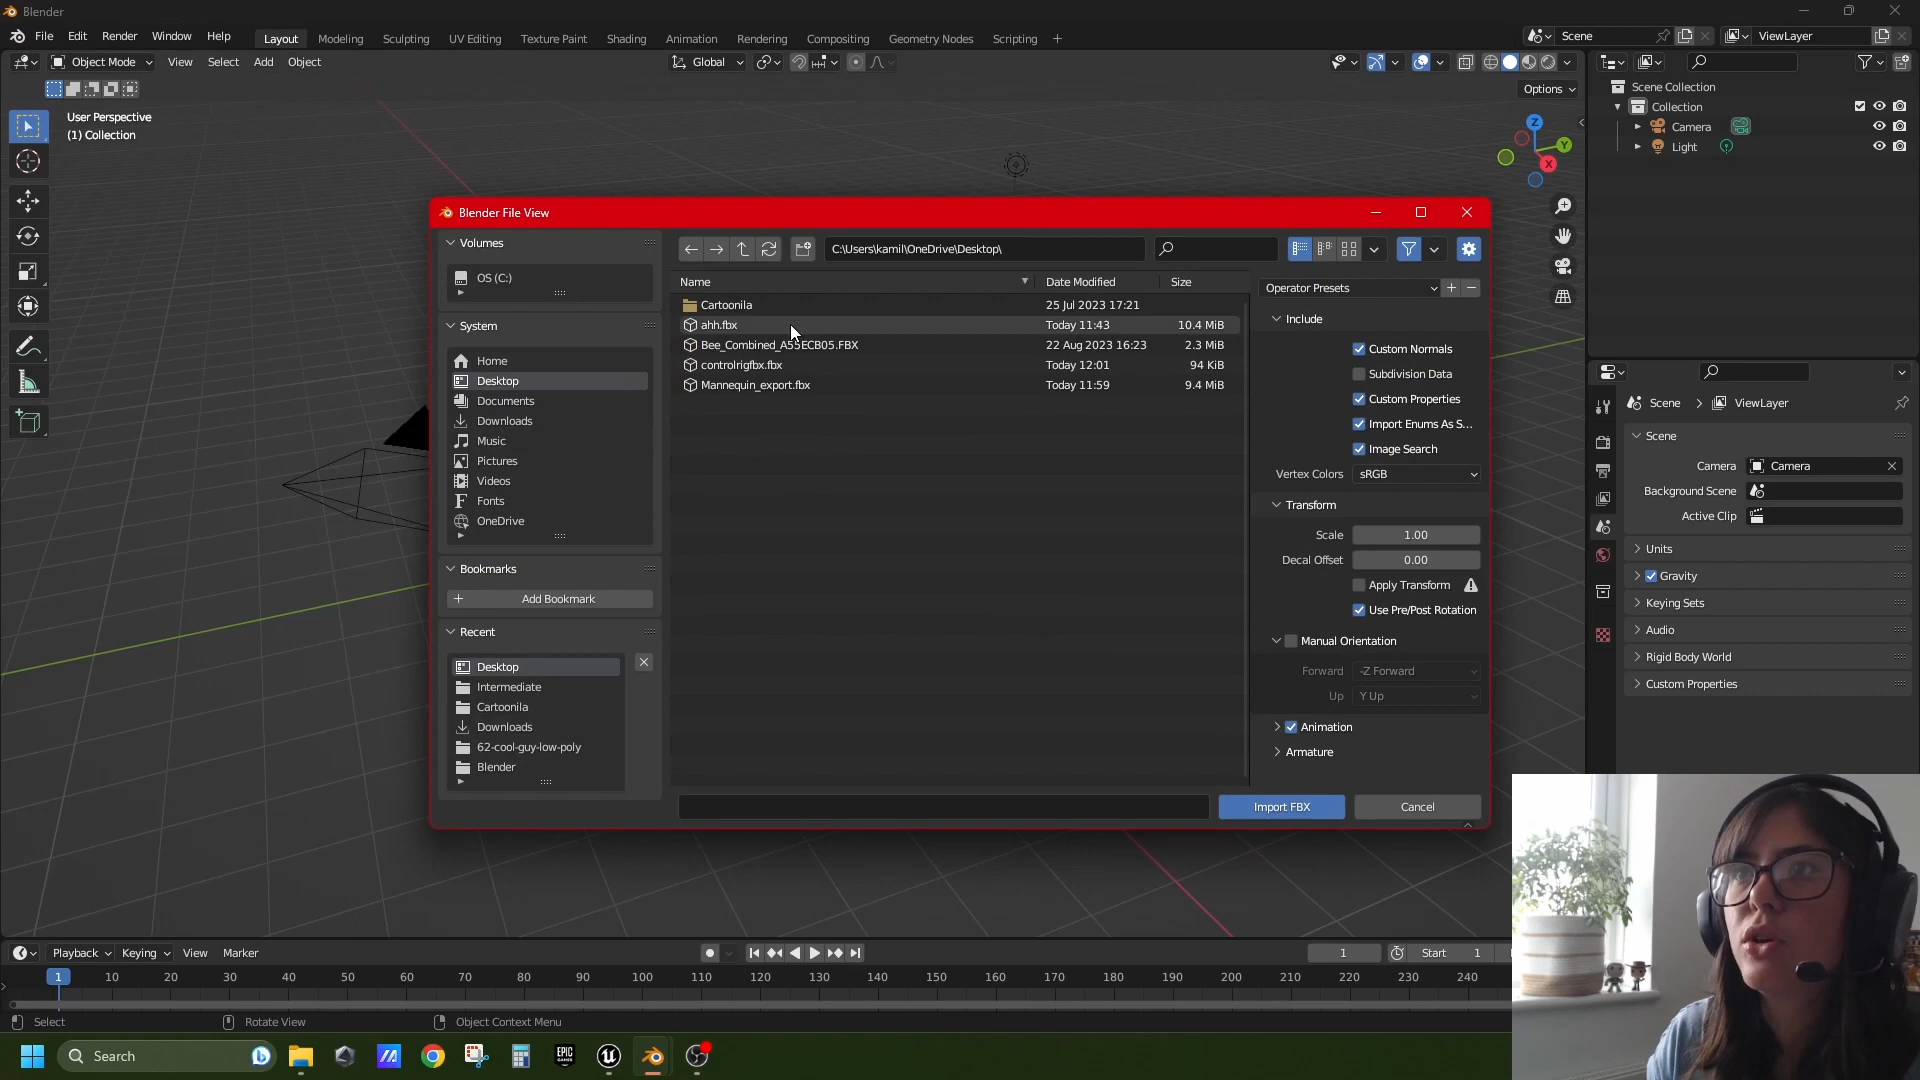 Blender
File Edit Render Window Help Layout Modeling Sculpting UV Editing Texture Paint Shading Animation Rendering Compositing Geometry Nodes Scripting + Scene ViewLayer
Object Mode View Select Add Object Global
Options
User Perspective
(1) Collection
Z
Y
X
Scene Collection
Collection
Camera
Light
Blender File View
Volumes
OS (C:)
System
Home
Desktop
Documents
Downloads
Music
Pictures
Videos
Fonts
OneDrive
Bookmarks
+ Add Bookmark
Recent
Desktop
Intermediate
Cartoonila
Downloads
62-cool-guy-low-poly
Blender
C:\Users\kamil\OneDrive\Desktop\
Name Date Modified Size
Cartoonila 25 Jul 2023 17:21
ahh.fbx Today 11:43 10.4 MiB
Bee_Combined_A55ECB05.FBX 22 Aug 2023 16:23 2.3 MiB
controlrigfbx.fbx Today 12:01 94 KiB
Mannequin_export.fbx Today 11:59 9.4 MiB
Operator Presets + −
Include
Custom Normals
Subdivision Data
Custom Properties
Import Enums As S...
Image Search
Vertex Colors sRGB
Transform
Scale 1.00
Decal Offset 0.00
Apply Transform
Use Pre/Post Rotation
Manual Orientation
Forward -Z Forward
Up Y Up
Animation
Armature
Import FBX Cancel
Scene > ViewLayer
Scene
Camera Camera
Background Scene
Active Clip
Units
Gravity
Keying Sets
Audio
Rigid Body World
Custom Properties
Playback Keying View Marker 1 Start 1
1 10 20 30 40 50 60 70 80 90 100 110 120 130 140 150 160 170 180 190 200 210 220 230 240
Select Rotate View Object Context Menu
Search EPIC GAMES